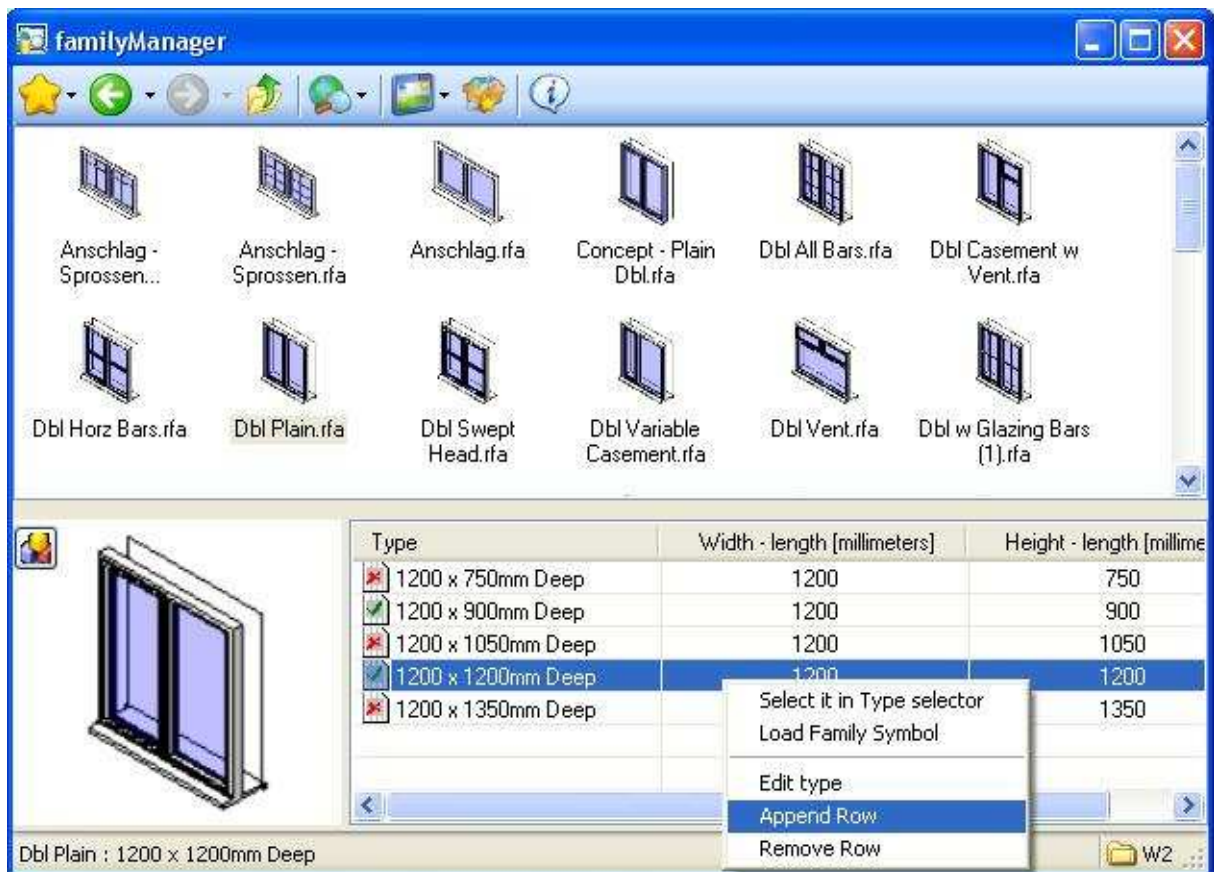 familyManager
Anschlag -
Sprossen...
Anschlag -
Sprossen.rfa
Anschlag.rfa
Concept - Plain
Dbl.rfa
Dbl All Bars.rfa
Dbl Casement w
Vent.rfa
Dbl Horz Bars.rfa
Dbl Plain.rfa
Dbl Swept
Head.rfa
Dbl Variable
Casement.rfa
Dbl Vent.rfa
Dbl w Glazing Bars
(1).rfa
Type Width - length [millimeters] Height - length [millime
1200 x 750mm Deep 1200 750
1200 x 900mm Deep 1200 900
1200 x 1050mm Deep 1200 1050
1200 x 1200mm Deep 1200 1200
1200 x 1350mm Deep 1350
Select it in Type selector
Load Family Symbol
Edit type
Append Row
Remove Row
Dbl Plain : 1200 x 1200mm Deep W2